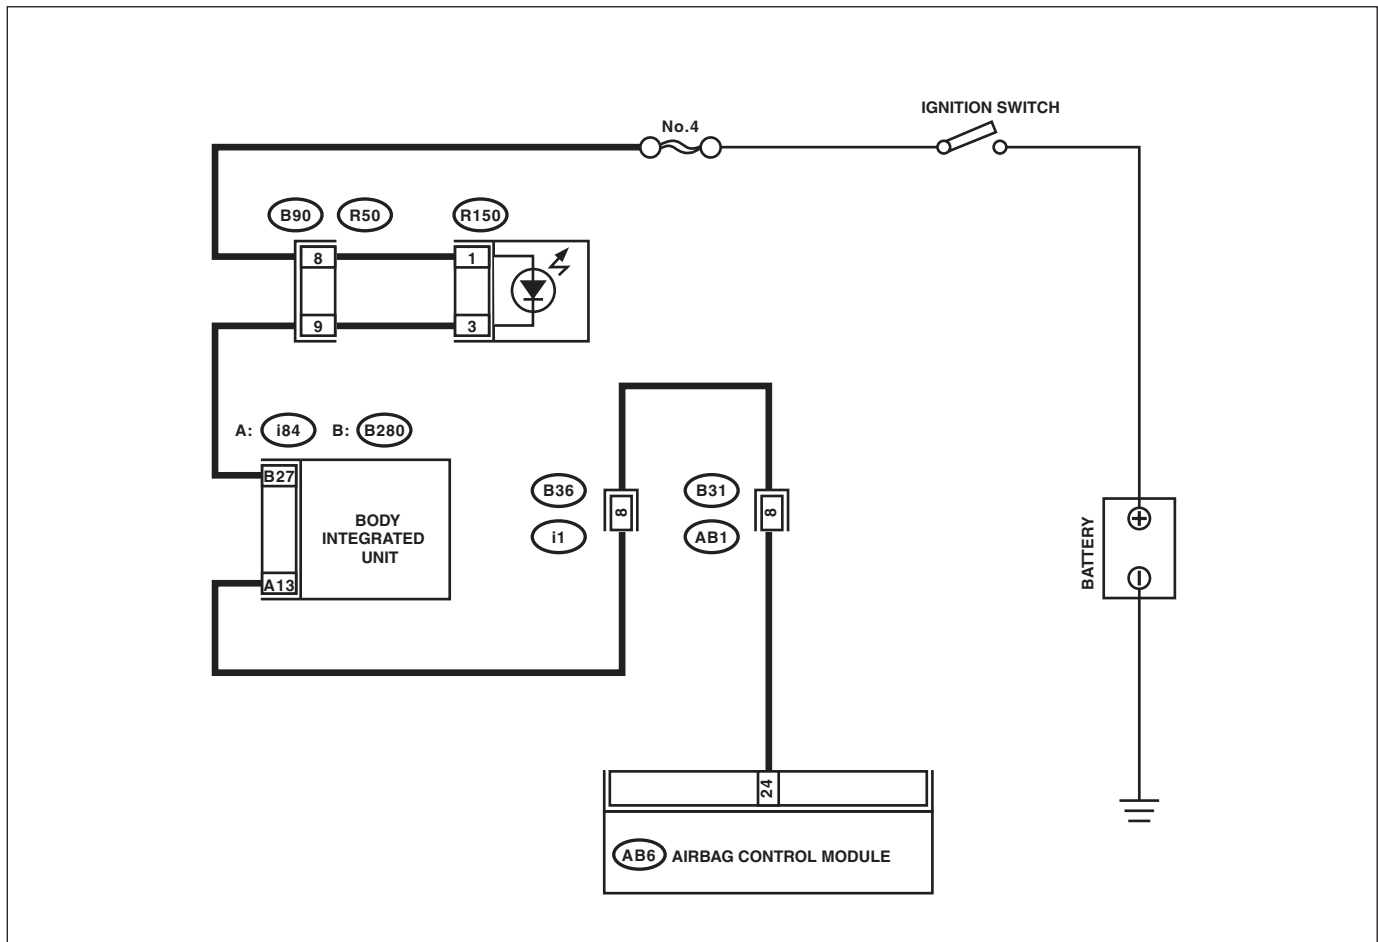 IGNITION SWITCH
No.4
B90 R50 R150
8 1
9 3
A: i84 B: B280
B27
BODY
INTEGRATED
UNIT
A13
B36 8 B31 8
i1 AB1
BATTERY
24
AB6 AIRBAG CONTROL MODULE